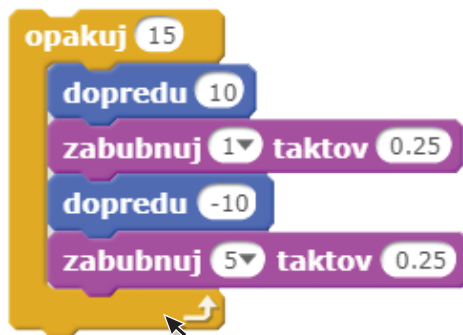 opakuj 15
dopredu 10
zabubnuj 1 taktov 0.25
dopredu -10
zabubnuj 5 taktov 0.25